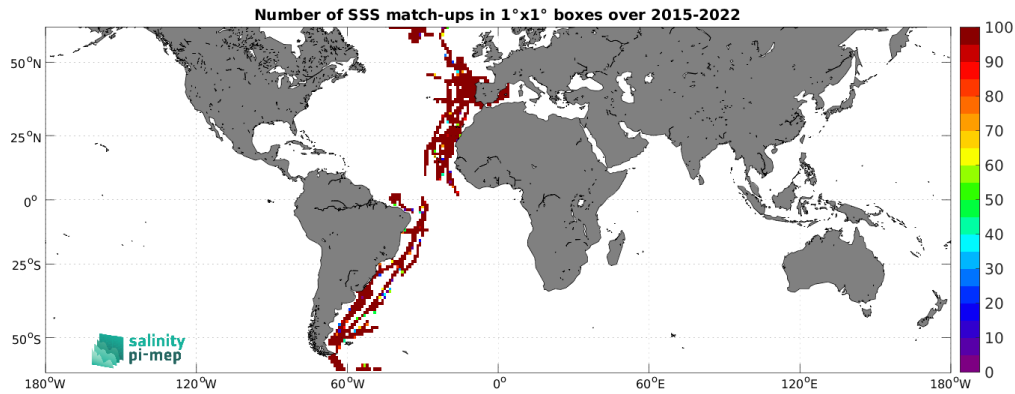 Number of SSS match-ups in 1°x1° boxes over 2015-2022
50°N
25°N
0°
25°S
50°S
180°W
120°W
60°W
0°
60°E
120°E
180°W
100
90
80
70
60
50
40
30
20
10
0
salinity
pi-mep